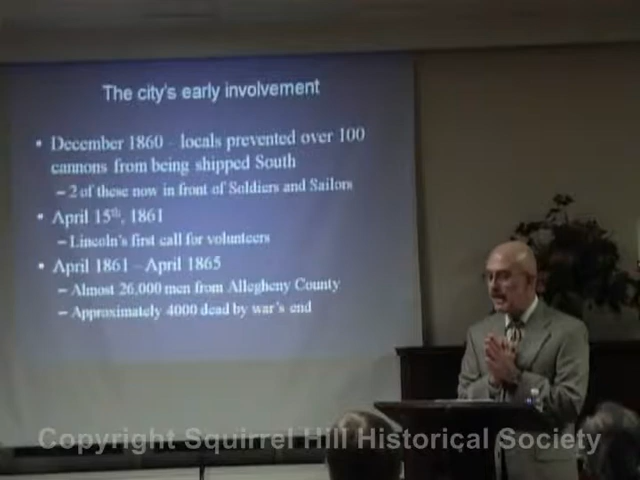 The city's early involvement
• December 1860 – locals prevented over 100
cannons from being shipped South
– 2 of these now in front of Soldiers and Sailors
• April 15th, 1861
– Lincoln's first call for volunteers
• April 1861 – April 1865
– Almost 26,000 men from Allegheny County
– Approximately 4000 dead by war's end
Copyright Squirrel Hill Historical Society